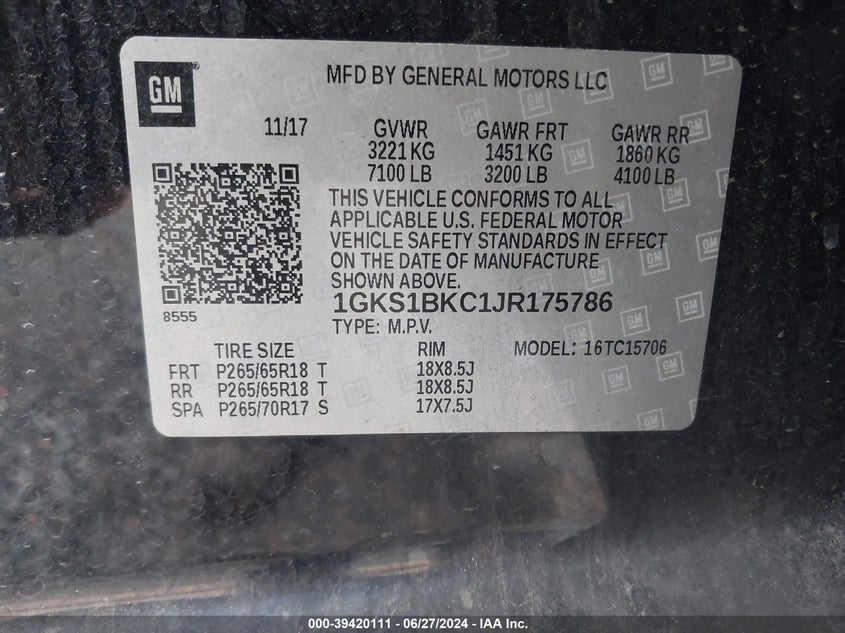 GM
MFD BY GENERAL MOTORS LLC
11/17 GVWR GAWR FRT GAWR RR
3221 KG 1451 KG 1860 KG
7100 LB 3200 LB 4100 LB
THIS VEHICLE CONFORMS TO ALL
APPLICABLE U.S. FEDERAL MOTOR
VEHICLE SAFETY STANDARDS IN EFFECT
ON THE DATE OF MANUFACTURE
SHOWN ABOVE.
8555
1GKS1BKC1JR175786
TYPE: M.P.V.
TIRE SIZE RIM MODEL: 16TC15706
FRT P265/65R18 T 18X8.5J
RR P265/65R18 T 18X8.5J
SPA P265/70R17 S 17X7.5J
000-39420111 - 06/27/2024 - IAA Inc.